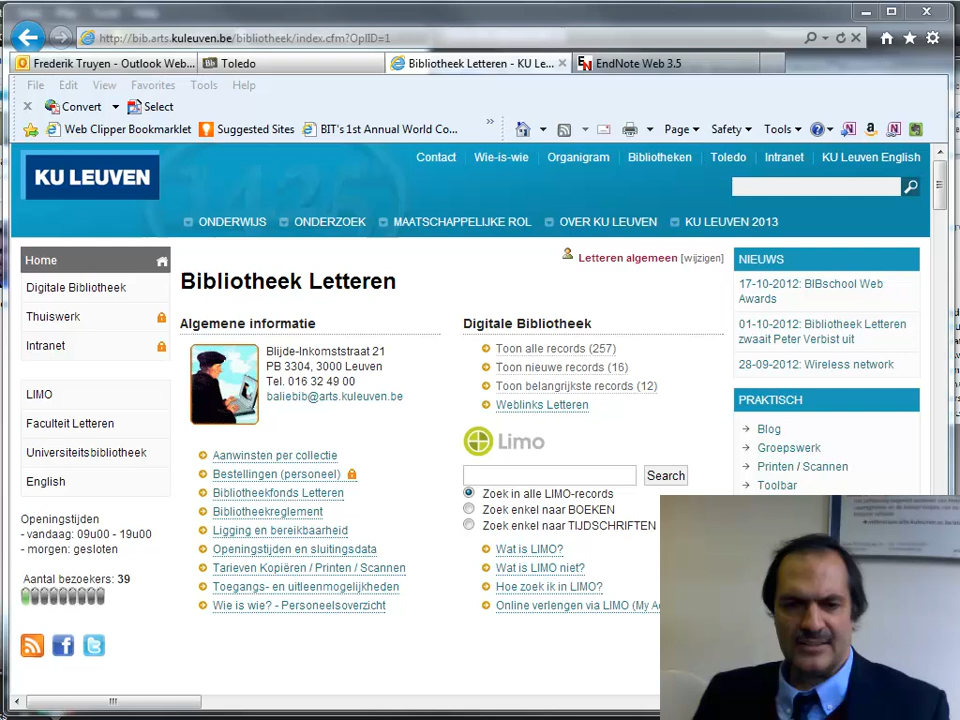 http://bib.arts.kuleuven.be/bibliotheek/index.cfm?OpIID=1
Frederik Truyen - Outlook Web...
Toledo
Bibliotheek Letteren - KU Le...
EndNote Web 3.5
File Edit View Favorites Tools Help
Convert Select
Web Clipper Bookmarklet Suggested Sites BIT's 1st Annual World Co... Page Safety Tools
Contact Wie-is-wie Organigram Bibliotheken Toledo Intranet KU Leuven English
KU LEUVEN
ONDERWIJS ONDERZOEK MAATSCHAPPELIJKE ROL OVER KU LEUVEN KU LEUVEN 2013
Home
Digitale Bibliotheek
Thuiswerk
Intranet
LIMO
Faculteit Letteren
Universiteitsbibliotheek
English
Openingstijden
- vandaag: 09u00 - 19u00
- morgen: gesloten
Aantal bezoekers: 39
Letteren algemeen [wijzigen]
Bibliotheek Letteren
Algemene informatie
Blijde-Inkomststraat 21
PB 3304, 3000 Leuven
Tel. 016 32 49 00
baliebib@arts.kuleuven.be
Aanwinsten per collectie
Bestellingen (personeel)
Bibliotheekfonds Letteren
Bibliotheekreglement
Ligging en bereikbaarheid
Openingstijden en sluitingsdata
Tarieven Kopiëren / Printen / Scannen
Toegangs- en uitleenmogelijkheden
Wie is wie? - Personeelsoverzicht
Digitale Bibliotheek
Toon alle records (257)
Toon nieuwe records (16)
Toon belangrijkste records (12)
Weblinks Letteren
Limo
Search
Zoek in alle LIMO-records
Zoek enkel naar BOEKEN
Zoek enkel naar TIJDSCHRIFTEN
Wat is LIMO?
Wat is LIMO niet?
Hoe zoek ik in LIMO?
Online verlengen via LIMO (My A
NIEUWS
17-10-2012: BIBschool Web
Awards
01-10-2012: Bibliotheek Letteren
zwaait Peter Verbist uit
28-09-2012: Wireless network
PRAKTISCH
Blog
Groepswerk
Printen / Scannen
Toolbar